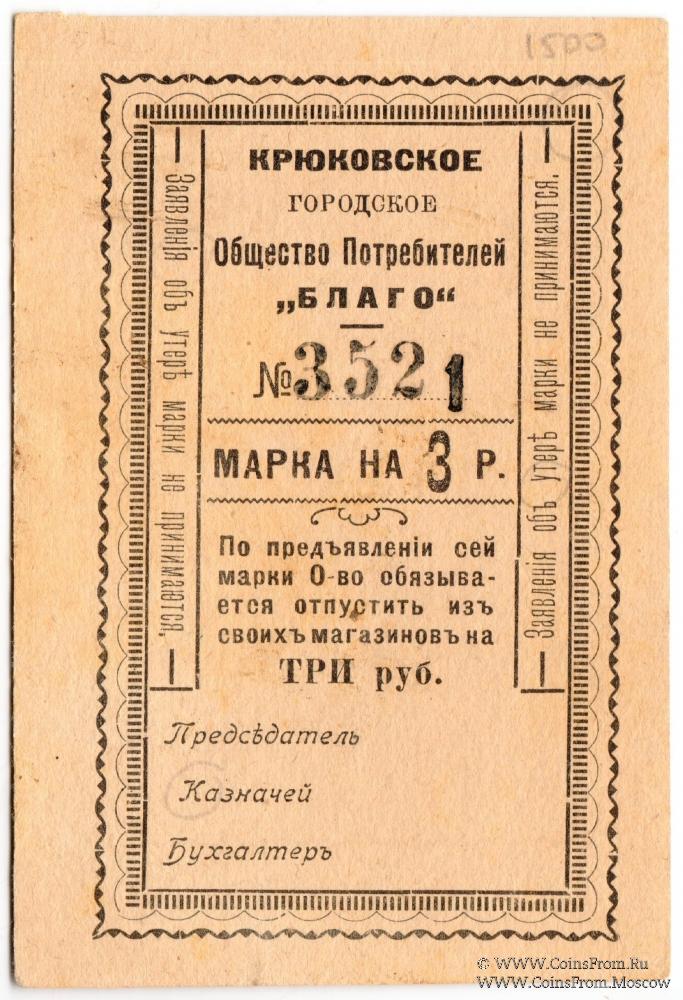 1500
КРЮКОВСКОЕ
ГОРОДСКОЕ
Общество Потребителей
„БЛАГО“
№ 3521
МАРКА НА 3 Р.
По предъявленіи сей
марки О-во обязыва-
ется отпустить изъ
своихъ магазиновъ на
ТРИ руб.
Заявленія объ утерѣ марки не принимаются.
Заявленія объ утерѣ марки не принимаются.
Предсѣдатель
Казначей
Бухгалтеръ
© WWW.CoinsFrom.Ru
WWW.CoinsFrom.Moscow